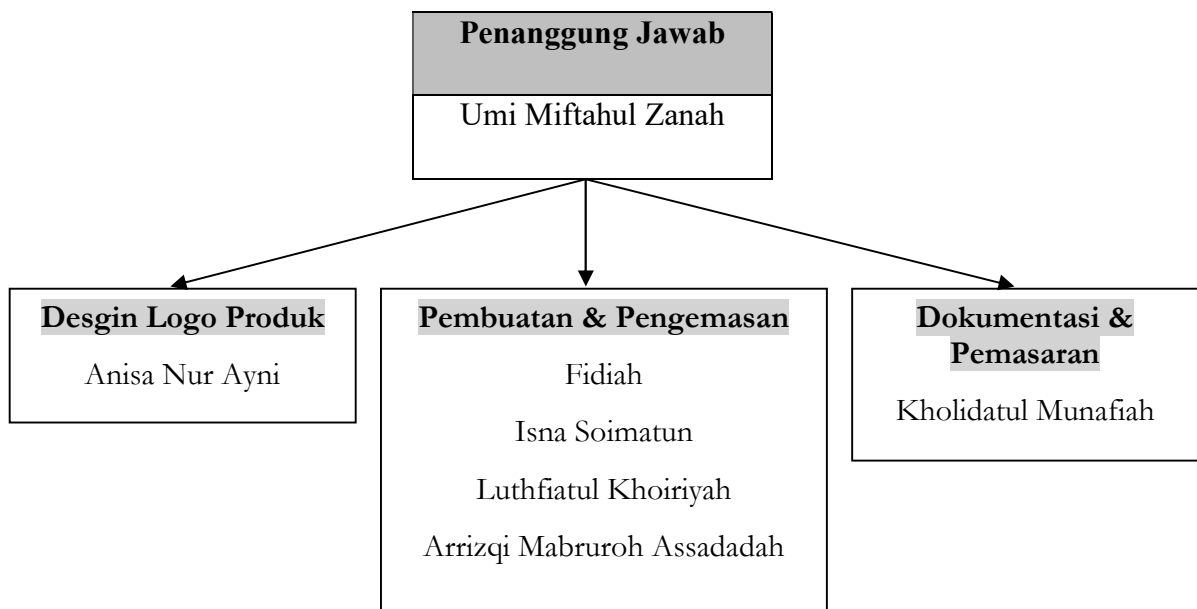 Penanggung Jawab
Umi Miftahul Zanah
Desgin Logo Produk
Anisa Nur Ayni
Pembuatan & Pengemasan
Fidiah
Isna Soimatun
Luthfiatul Khoiriyah
Arrizqi Mabruroh Assadadah
Dokumentasi &
Pemasaran
Kholidatul Munafiah